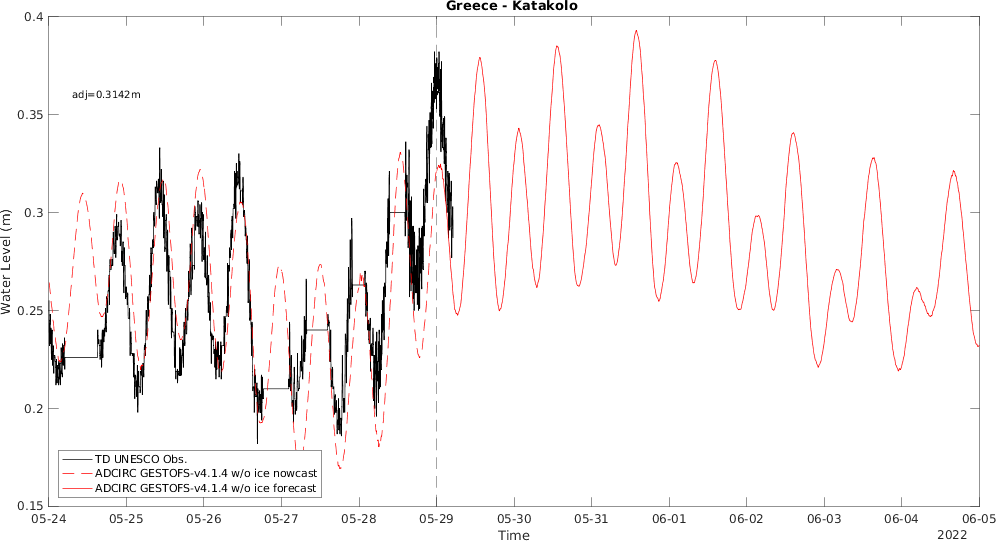 Greece - Katakolo
adj=0.3142m
Water Level (m)
0.4
0.35
0.3
0.25
0.2
0.15
TD UNESCO Obs.
ADCIRC GESTOFS-v4.1.4 w/o ice nowcast
ADCIRC GESTOFS-v4.1.4 w/o ice forecast
05-24 05-25 05-26 05-27 05-28 05-29 05-30 05-31 06-01 06-02 06-03 06-04 06-05
Time
2022